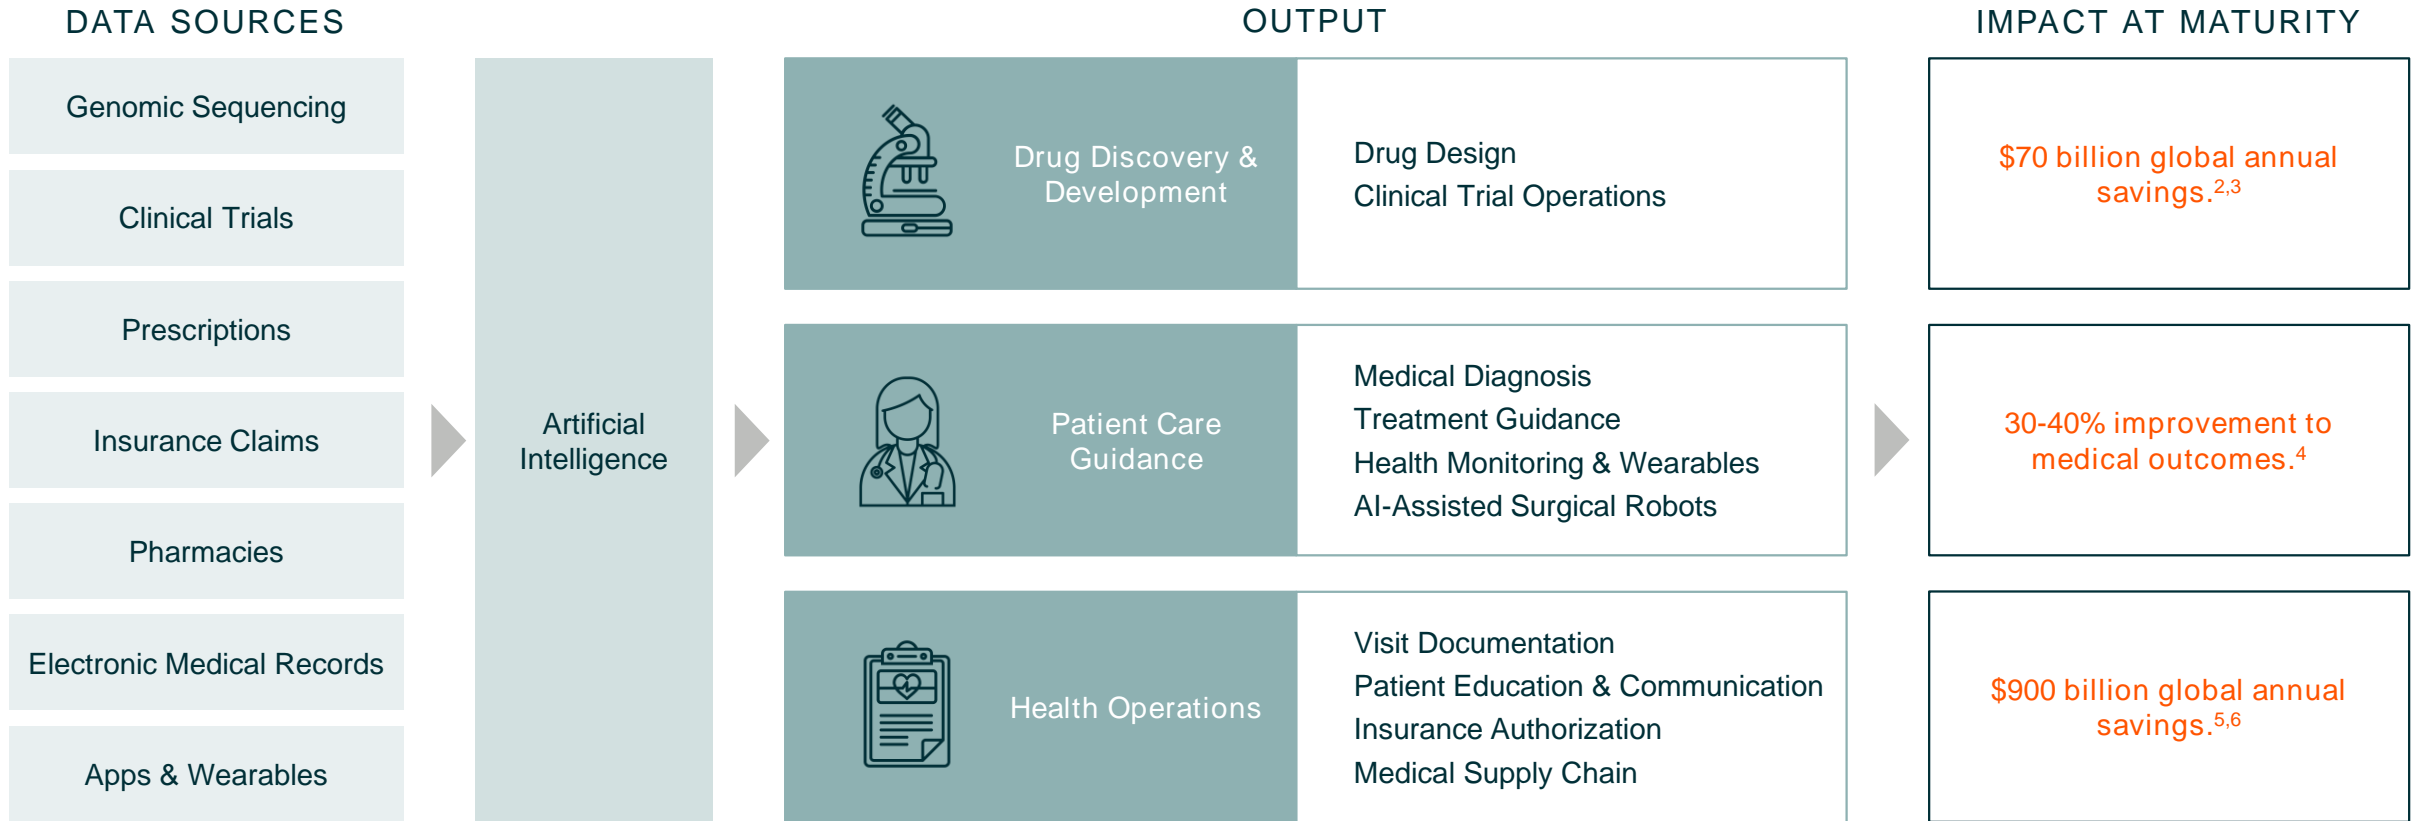 DATA SOURCES
OUTPUT
IMPACT AT MATURITY
Genomic Sequencing
Clinical Trials
Prescriptions
Insurance Claims
Pharmacies
Electronic Medical Records
Apps & Wearables
Artificial
Intelligence
Drug Discovery &
Development
Drug Design
Clinical Trial Operations
$70 billion global annual
savings.2,3
Patient Care
Guidance
Medical Diagnosis
Treatment Guidance
Health Monitoring & Wearables
AI-Assisted Surgical Robots
30-40% improvement to
medical outcomes.4
Health Operations
Visit Documentation
Patient Education & Communication
Insurance Authorization
Medical Supply Chain
$900 billion global annual
savings.5,6